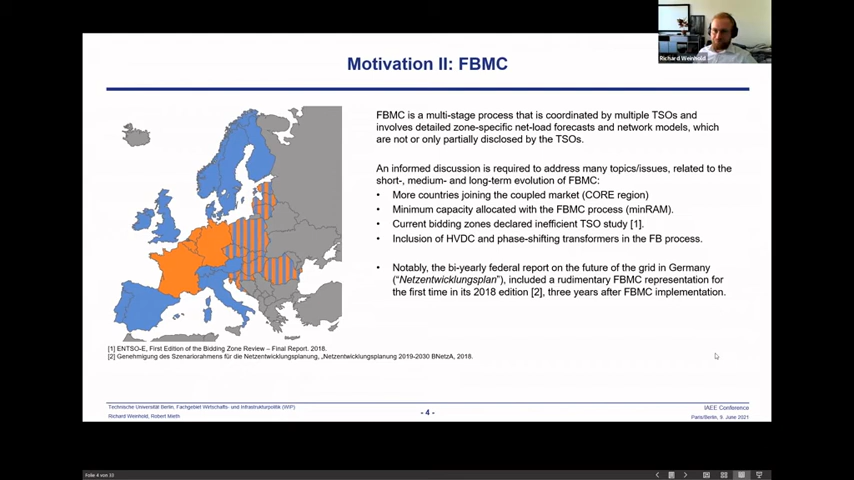 Richard Weinhold
Motivation II: FBMC
FBMC is a multi-stage process that is coordinated by multiple TSOs and
involves detailed zone-specific net-load forecasts and network models, which
are not or only partially disclosed by the TSOs.
An informed discussion is required to address many topics/issues, related to the
short-, medium- and long-term evolution of FBMC:
• More countries joining the coupled market (CORE region)
• Minimum capacity allocated with the FBMC process (minRAM).
• Current bidding zones declared inefficient TSO study [1].
• Inclusion of HVDC and phase-shifting transformers in the FB process.
• Notably, the bi-yearly federal report on the future of the grid in Germany
("Netzentwicklungsplan"), included a rudimentary FBMC representation for
the first time in its 2018 edition [2], three years after FBMC implementation.
[1] ENTSO-E, First Edition of the Bidding Zone Review – Final Report. 2018.
[2] Genehmigung des Szenariorahmens für die Netzentwicklungsplanung, „Netzentwicklungsplanung 2019-2030 BNetzA, 2018.
Technische Universität Berlin, Fachgebiet Wirtschafts- und Infrastrukturpolitik (WIP)
Richard Weinhold, Robert Mieth
- 4 -
IAEE Conference
Paris/Berlin, 9. June 2021
Folie 4 von 10